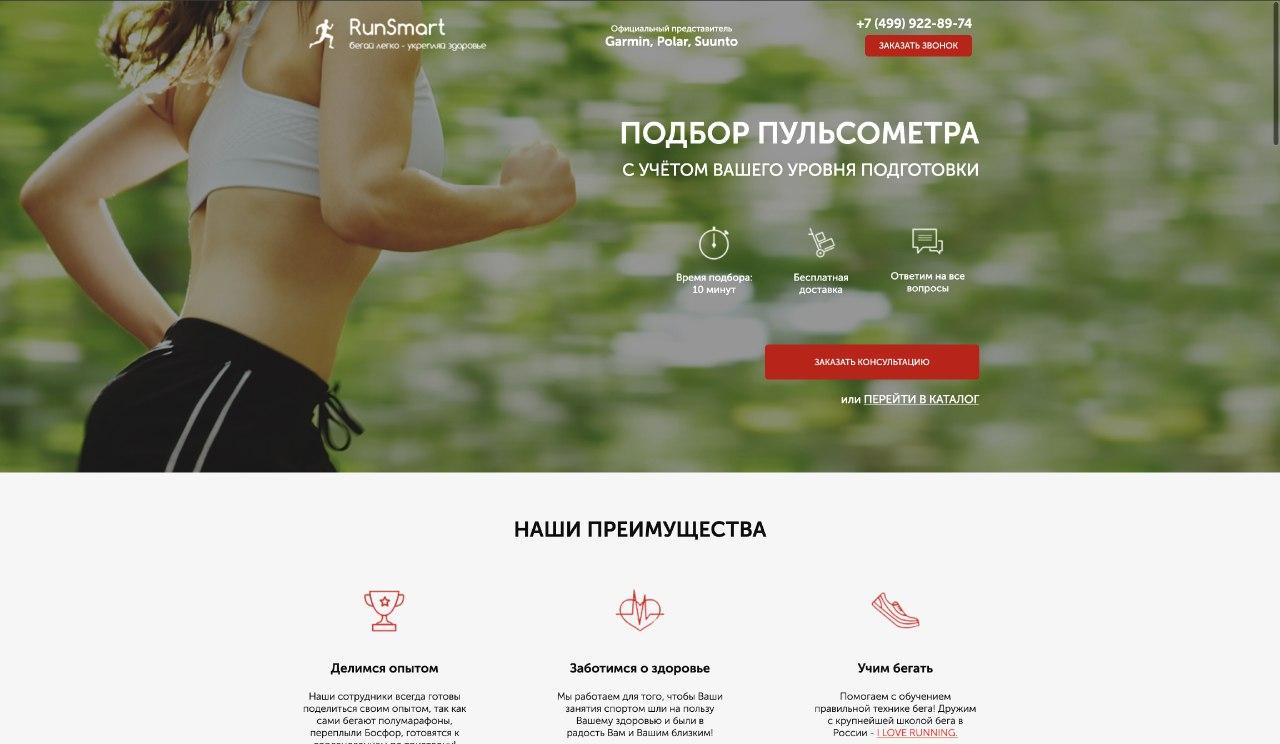 RunSmart
бегай легко - укрепляй здоровье
Официальный представитель
Garmin, Polar, Suunto
+7 (499) 922-89-74
ЗАКАЗАТЬ ЗВОНОК
ПОДБОР ПУЛЬСОМЕТРА
С УЧЁТОМ ВАШЕГО УРОВНЯ ПОДГОТОВКИ
Время подбора:
10 минут
Бесплатная
доставка
Ответим на все
вопросы
ЗАКАЗАТЬ КОНСУЛЬТАЦИЮ
или ПЕРЕЙТИ В КАТАЛОГ
НАШИ ПРЕИМУЩЕСТВА
Делимся опытом
Наши сотрудники всегда готовы
поделиться своим опытом, так как
сами бегают полумарафоны,
переплыли Босфор, готовятся к
Заботимся о здоровье
Мы работаем для того, чтобы Ваши
занятия спортом шли на пользу
Вашему здоровью и были в
радость Вам и Вашим близким!
Учим бегать
Помогаем с обучением
правильной технике бега! Дружим
с крупнейшей школой бега в
России - I LOVE RUNNING.